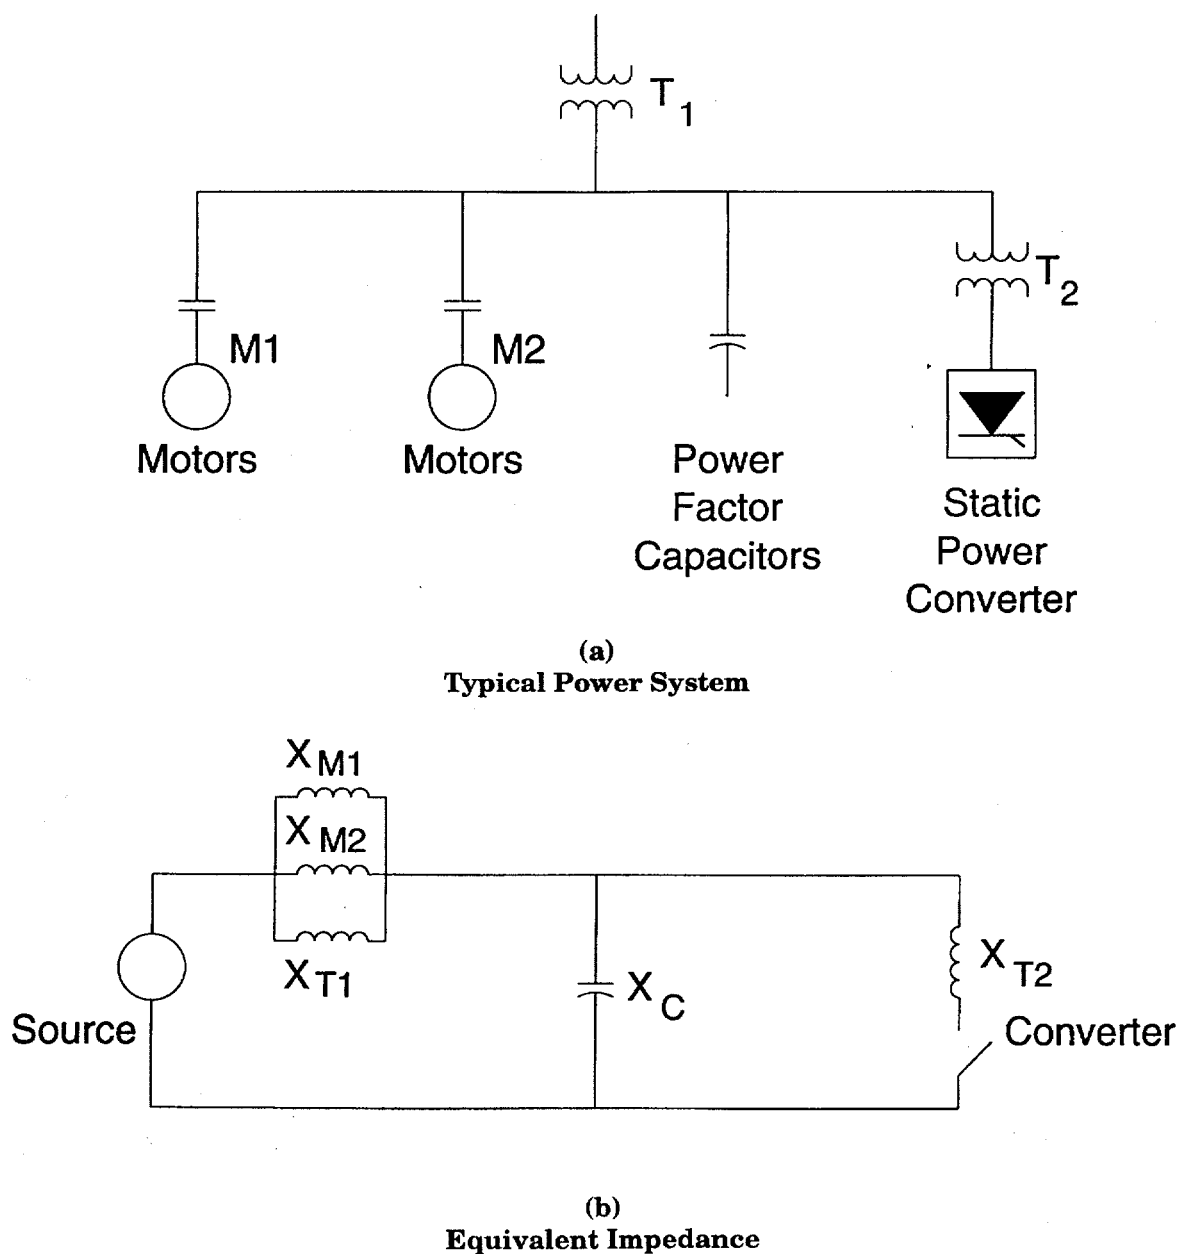 T1
T2
M1
M2
Motors
Motors
Power
Factor
Capacitors
Static
Power
Converter
(a)
Typical Power System
XM1
XM2
XT1
Source
XC
XT2
Converter
(b)
Equivalent Impedance